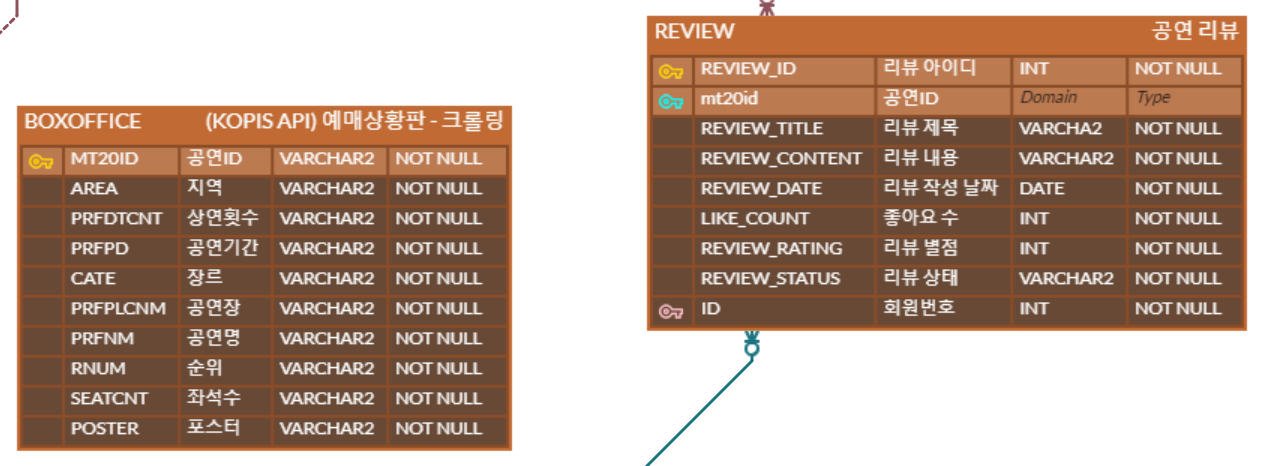 BOXOFFICE (KOPIS API) 예매상황판 - 크롤링
MT20ID 공연ID VARCHAR2 NOT NULL
AREA 지역 VARCHAR2 NOT NULL
PRFDTCNT 상연횟수 VARCHAR2 NOT NULL
PRFPD 공연기간 VARCHAR2 NOT NULL
CATE 장르 VARCHAR2 NOT NULL
PRFPLCNM 공연장 VARCHAR2 NOT NULL
PRFNM 공연명 VARCHAR2 NOT NULL
RNUM 순위 VARCHAR2 NOT NULL
SEATCNT 좌석수 VARCHAR2 NOT NULL
POSTER 포스터 VARCHAR2 NOT NULL
REVIEW 공연 리뷰
REVIEW_ID 리뷰 아이디 INT NOT NULL
mt20id 공연ID Domain Type
REVIEW_TITLE 리뷰 제목 VARCHA2 NOT NULL
REVIEW_CONTENT 리뷰 내용 VARCHAR2 NOT NULL
REVIEW_DATE 리뷰 작성 날짜 DATE NOT NULL
LIKE_COUNT 좋아요 수 INT NOT NULL
REVIEW_RATING 리뷰 별점 INT NOT NULL
REVIEW_STATUS 리뷰 상태 VARCHAR2 NOT NULL
ID 회원번호 INT NOT NULL